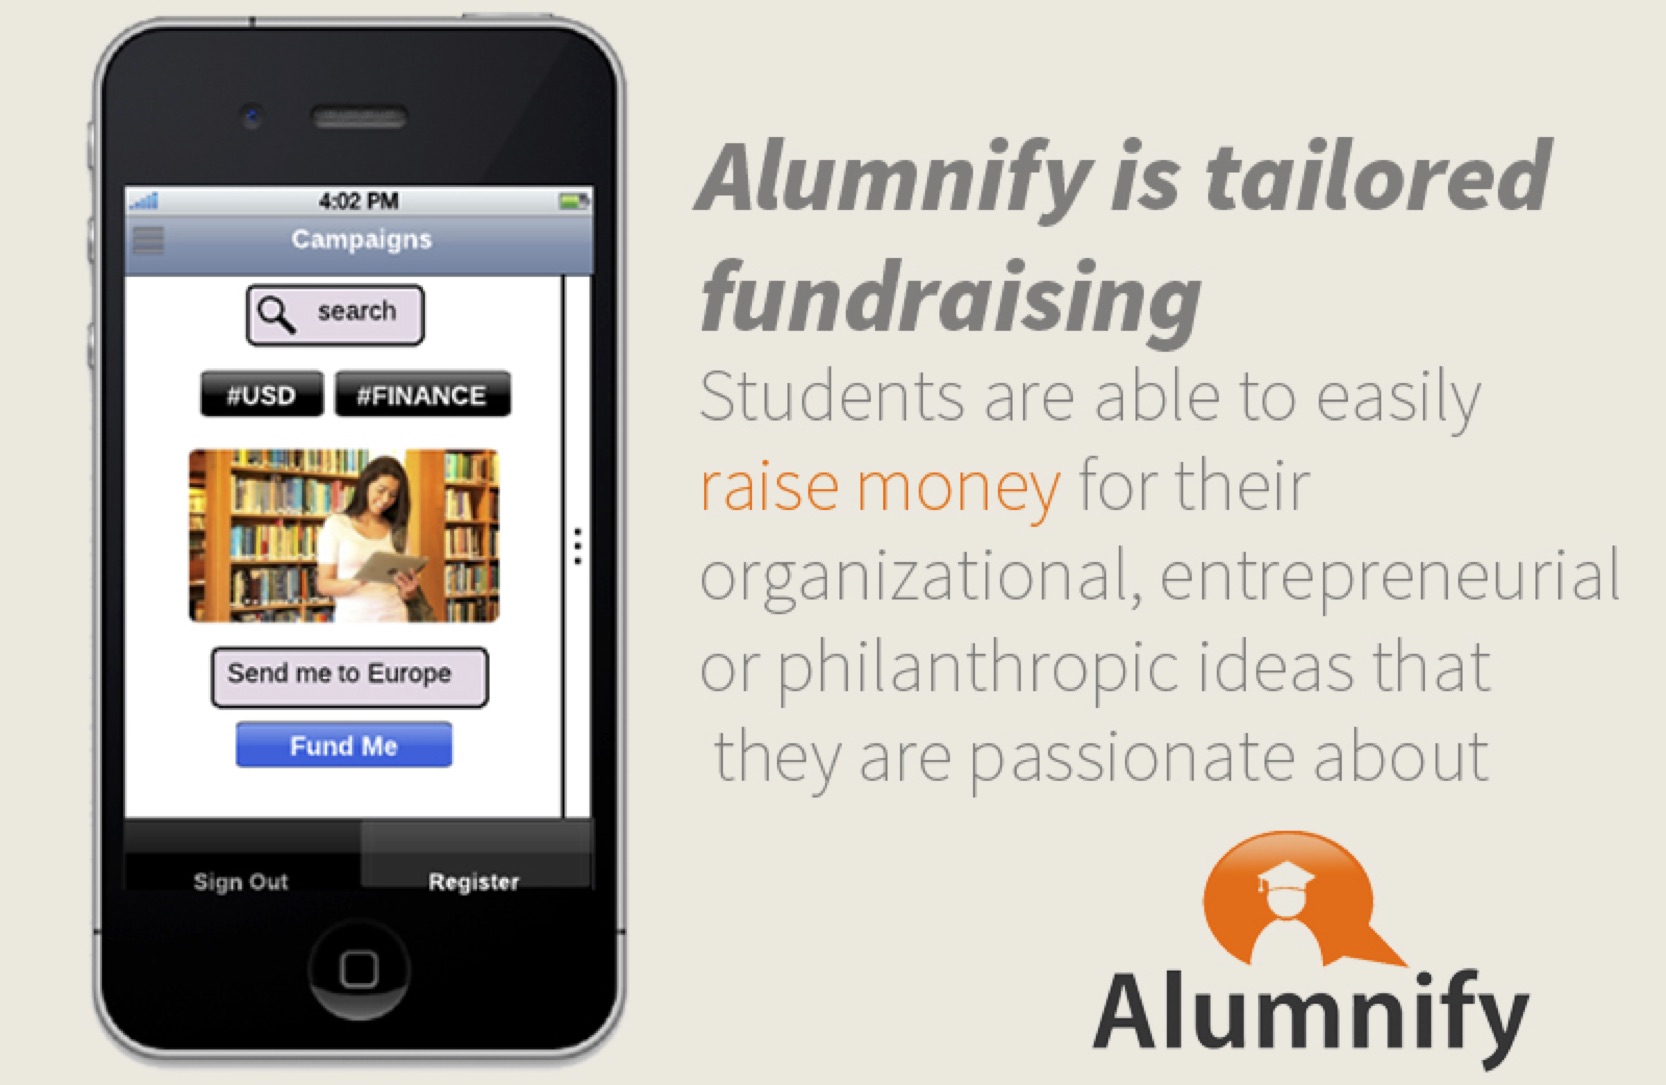 4:02 PM
Campaigns
search
#USD #FINANCE
Send me to Europe
Fund Me
Sign Out Register
Alumnify is tailored
fundraising
Students are able to easily
raise money for their
organizational, entrepreneurial
or philanthropic ideas that
they are passionate about
Alumnify